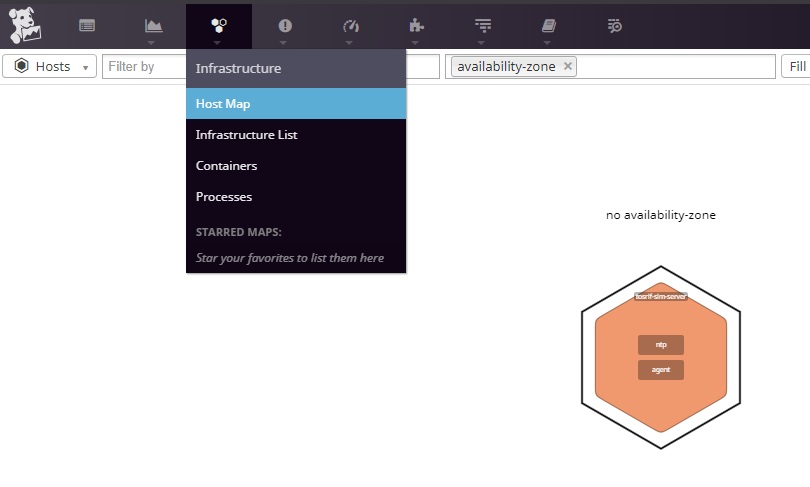 Hosts
Filter by
availability-zone ×
Fill
Infrastructure
Host Map
Infrastructure List
Containers
Processes
STARRED MAPS:
Star your favorites to list them here
no availability-zone
ntp
agent